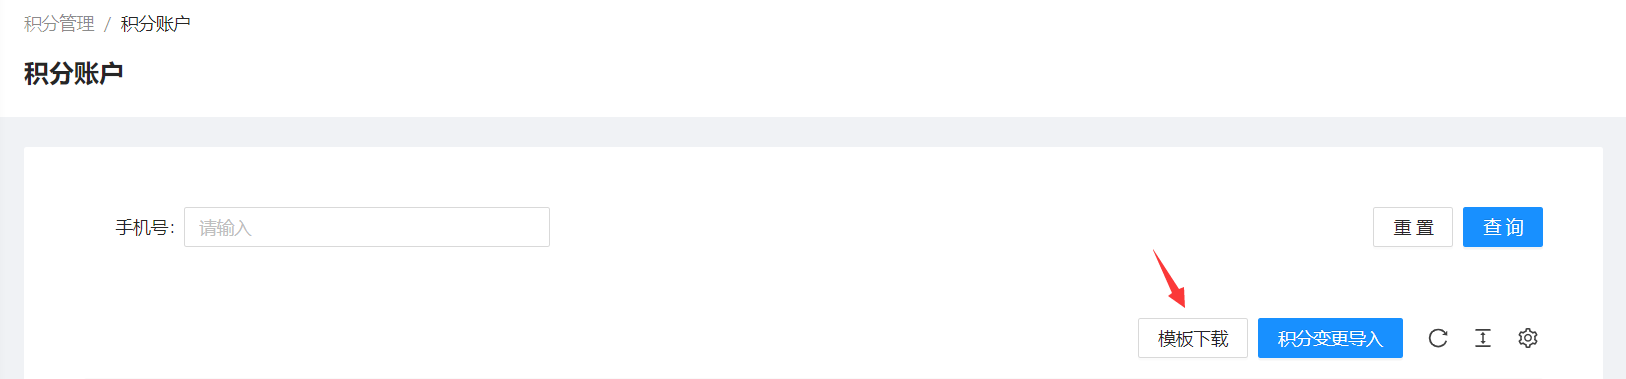 积分管理 / 积分账户
积分账户
手机号: 请输入 重 置 查 询
模板下载 积分变更导入